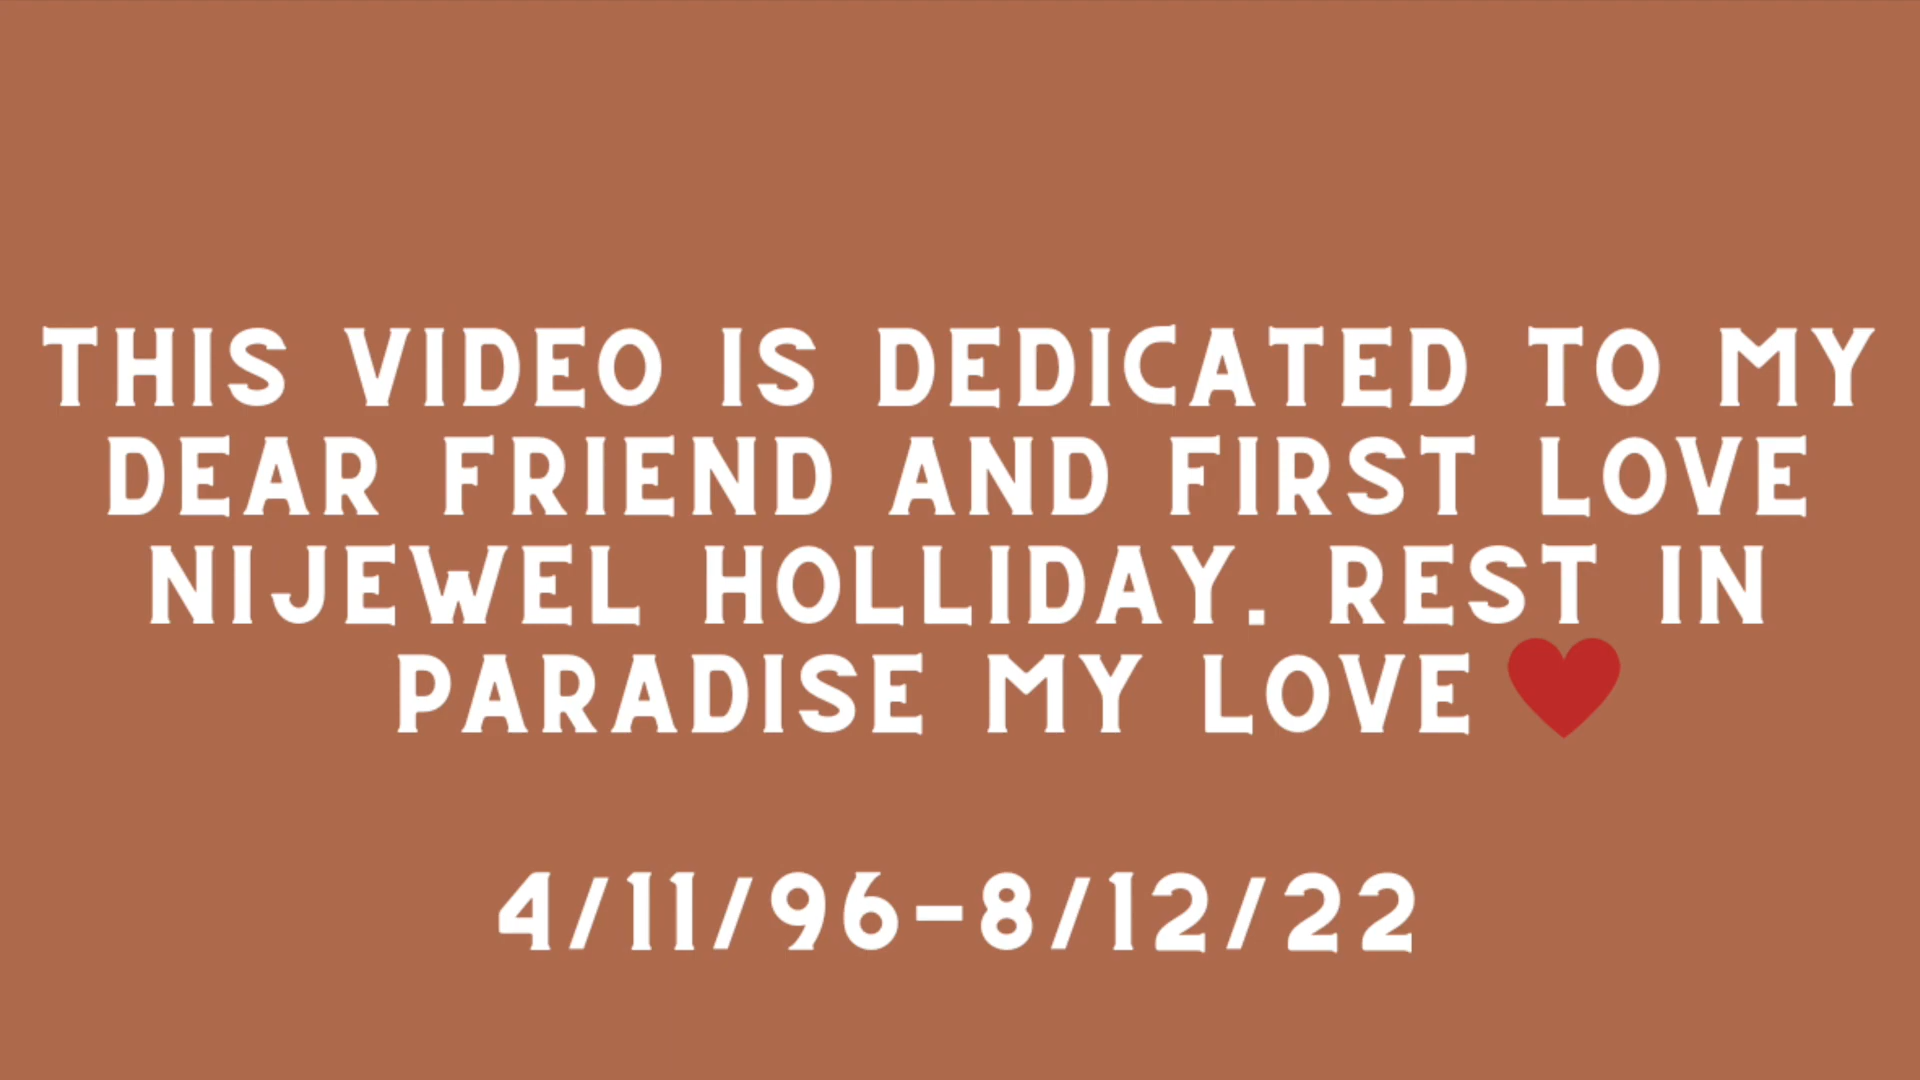 THIS VIDEO IS DEDICATED TO MY
DEAR FRIEND AND FIRST LOVE
NIJEWEL HOLLIDAY. REST IN
PARADISE MY LOVE ❤️
4/11/96-8/12/22